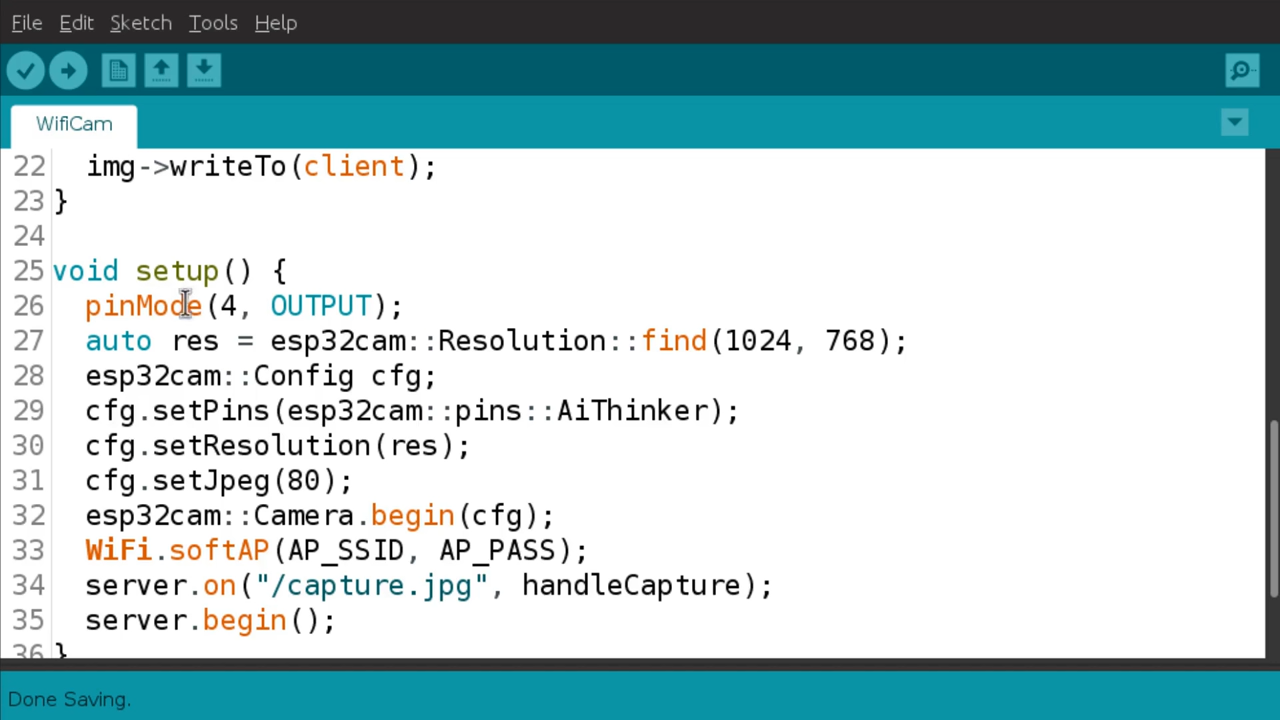 File Edit Sketch Tools Help
WifiCam
22 img->writeTo(client);
23 }
24
25 void setup() {
26 pinMode(4, OUTPUT);
27 auto res = esp32cam::Resolution::find(1024, 768);
28 esp32cam::Config cfg;
29 cfg.setPins(esp32cam::pins::AiThinker);
30 cfg.setResolution(res);
31 cfg.setJpeg(80);
32 esp32cam::Camera.begin(cfg);
33 WiFi.softAP(AP_SSID, AP_PASS);
34 server.on("/capture.jpg", handleCapture);
35 server.begin();
36 }
Done Saving.